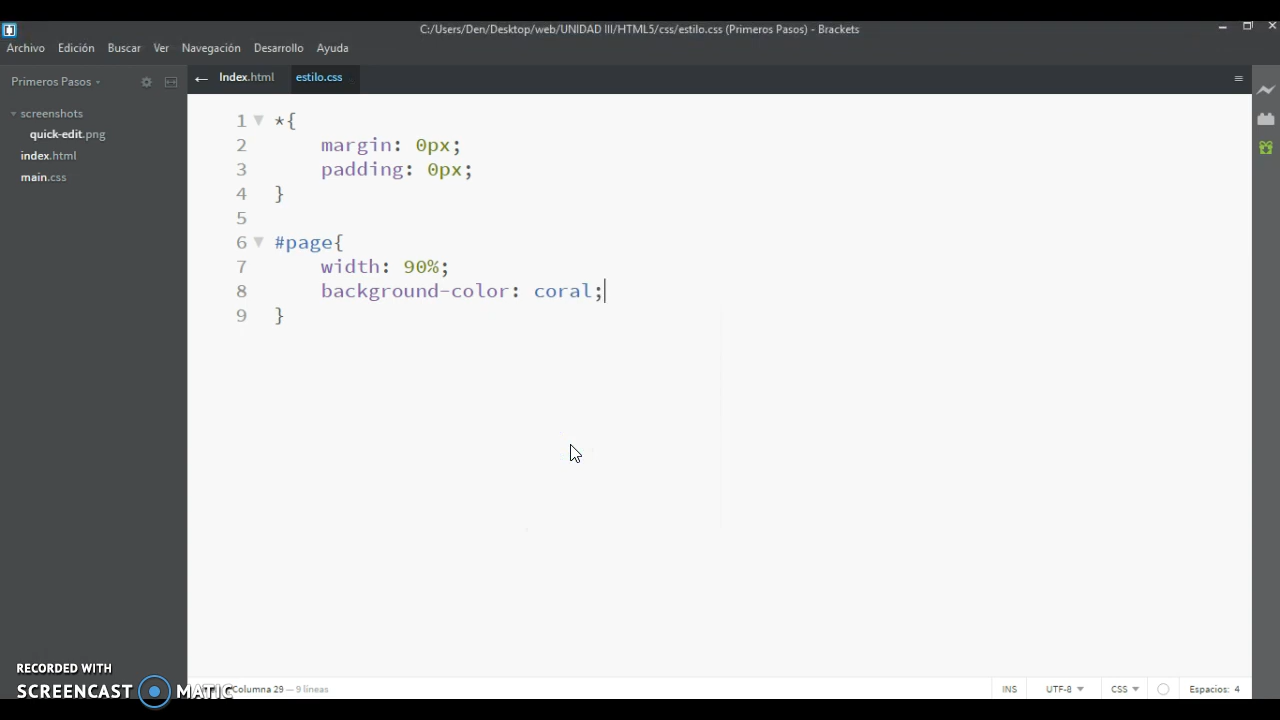 C:/Users/Den/Desktop/web/UNIDAD III/HTML5/css/estilo.css (Primeros Pasos) - Brackets
Archivo Edición Buscar Ver Navegación Desarrollo Ayuda
Primeros Pasos
Index.html estilo.css
screenshots
quick-edit.png
index.html
main.css
1 *{
2 margin: 0px;
3 padding: 0px;
4 }
5
6 #page{
7 width: 90%;
8 background-color: coral;
9 }
RECORDED WITH
SCREENCAST MATIC
Columna 29 — 9 líneas
INS UTF-8 CSS Espacios: 4